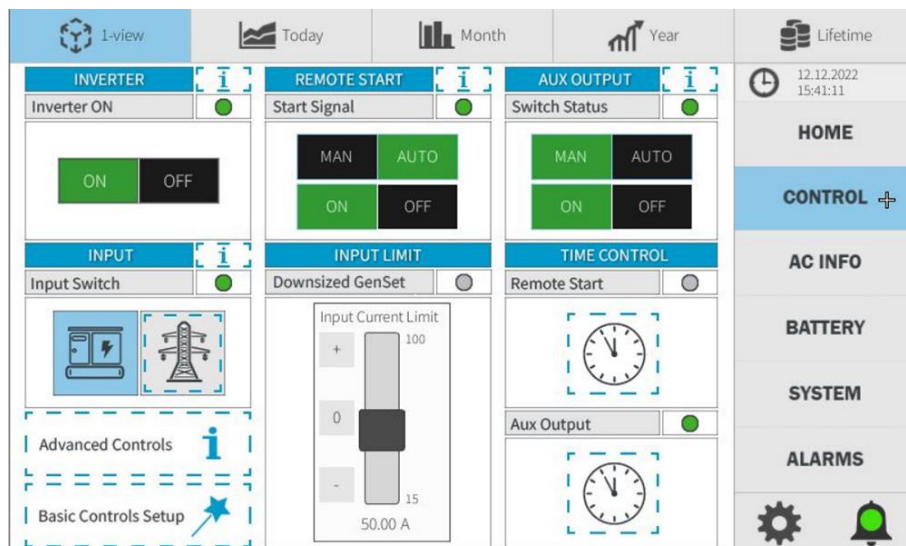 1-view
Today
Month
Year
Lifetime
INVERTER
i
REMOTE START
i
AUX OUTPUT
i
12.12.2022
15:41:11
Inverter ON
Start Signal
Switch Status
HOME
ON
OFF
MAN
AUTO
ON
OFF
MAN
AUTO
ON
OFF
CONTROL
INPUT
i
INPUT LIMIT
TIME CONTROL
AC INFO
Input Switch
Downsized GenSet
Remote Start
Input Current Limit
+
100
0
-
15
50.00 A
BATTERY
SYSTEM
Aux Output
Advanced Controls
i
ALARMS
Basic Controls Setup